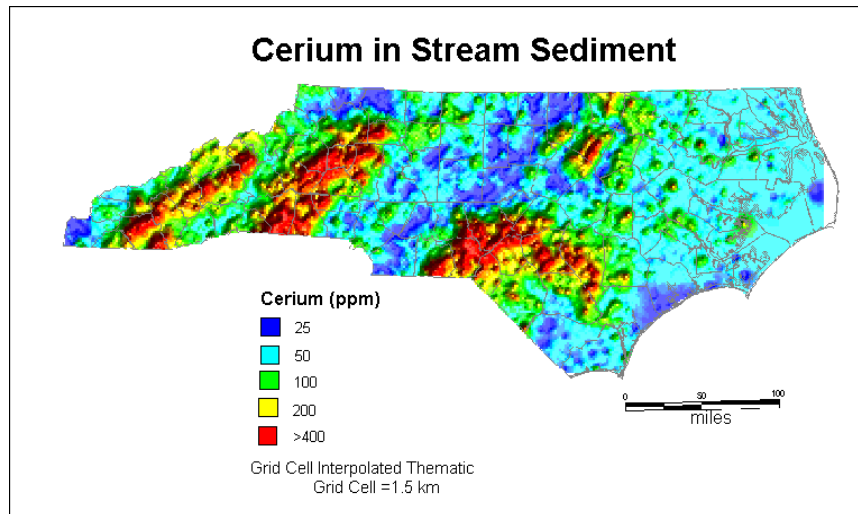 Cerium in Stream Sediment
Cerium (ppm)
25
50
100
200
>400
0 50 100
miles
Grid Cell Interpolated Thematic
Grid Cell =1.5 km